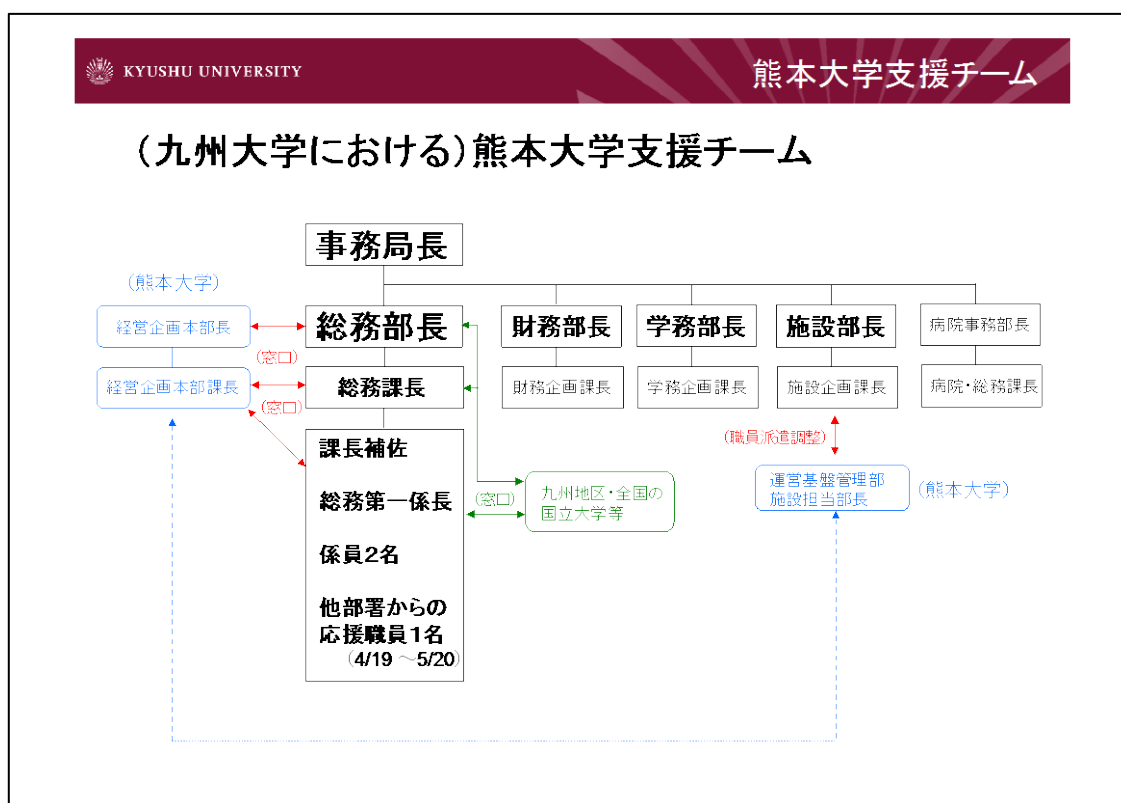 KYUSHU UNIVERSITY
熊本大学支援チーム
(九州大学における)熊本大学支援チーム
事務局長
(熊本大学)
経営企画本部長
総務部長
財務部長
学務部長
施設部長
病院事務部長
(窓口)
経営企画本部課長
総務課長
財務企画課長
学務企画課長
施設企画課長
病院・総務課長
(窓口)
(職員派遣調整)
課長補佐
総務第一係長
係員2名
他部署からの
応援職員1名
(4/19 ~5/20)
(窓口)
九州地区・全国の
国立大学等
運営基盤管理部
施設担当部長
(熊本大学)